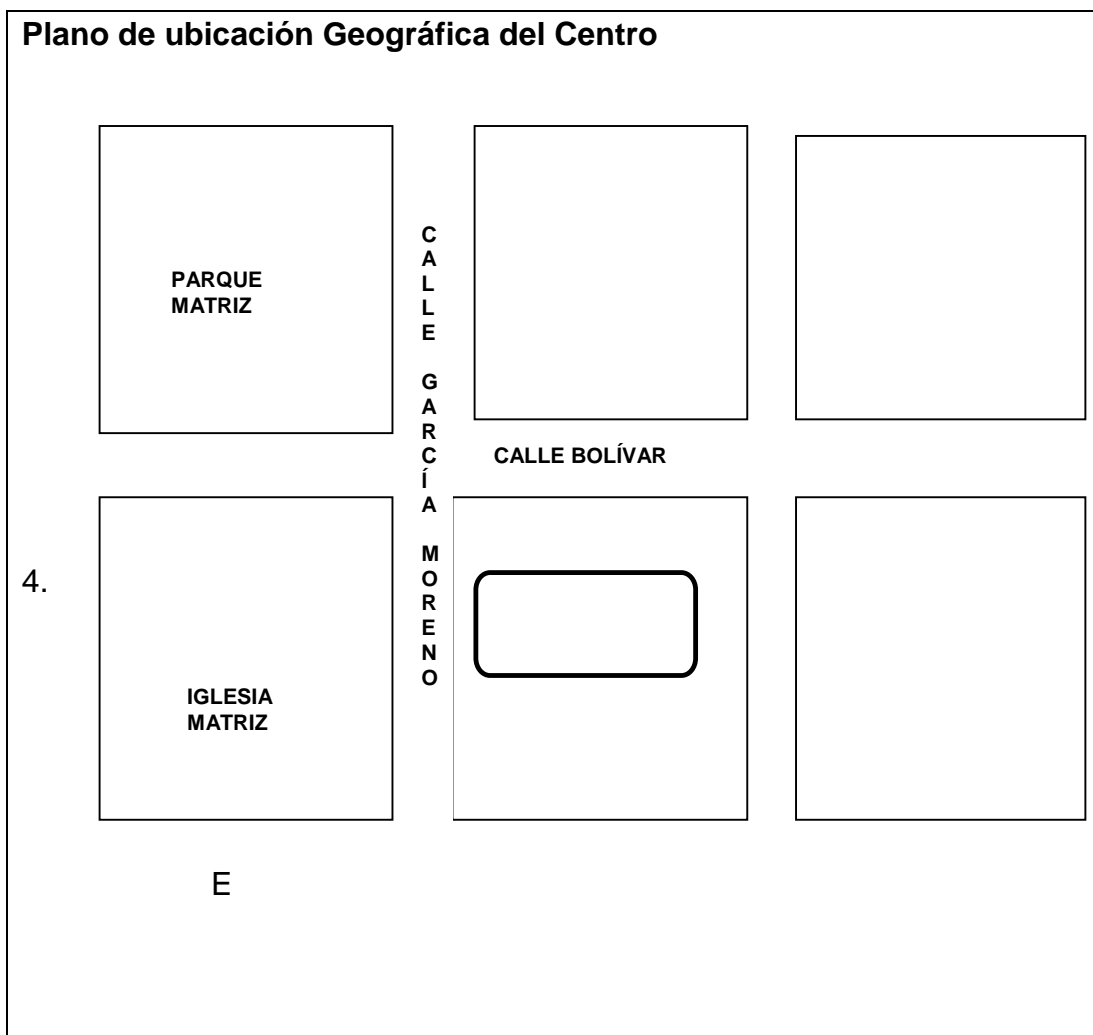 Plano de ubicación Geográfica del Centro
PARQUE
MATRIZ
CALLE GARCÍA MORENO
CALLE BOLÍVAR
4.
IGLESIA
MATRIZ
E